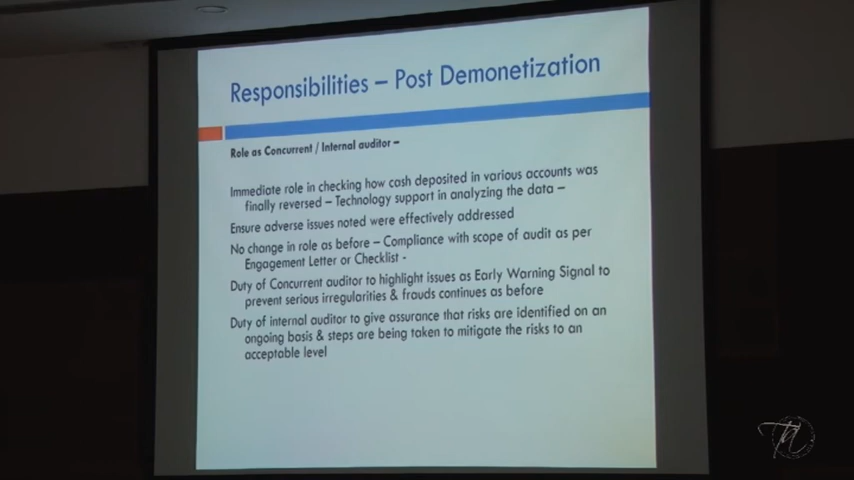 Responsibilities – Post Demonetization
Role as Concurrent / Internal auditor –
Immediate role in checking how cash deposited in various accounts was
finally reversed – Technology support in analyzing the data –
Ensure adverse issues noted were effectively addressed
No change in role as before – Compliance with scope of audit as per
Engagement Letter or Checklist -
Duty of Concurrent auditor to highlight issues as Early Warning Signal to
prevent serious irregularities & frauds continues as before
Duty of internal auditor to give assurance that risks are identified on an
ongoing basis & steps are being taken to mitigate the risks to an
acceptable level